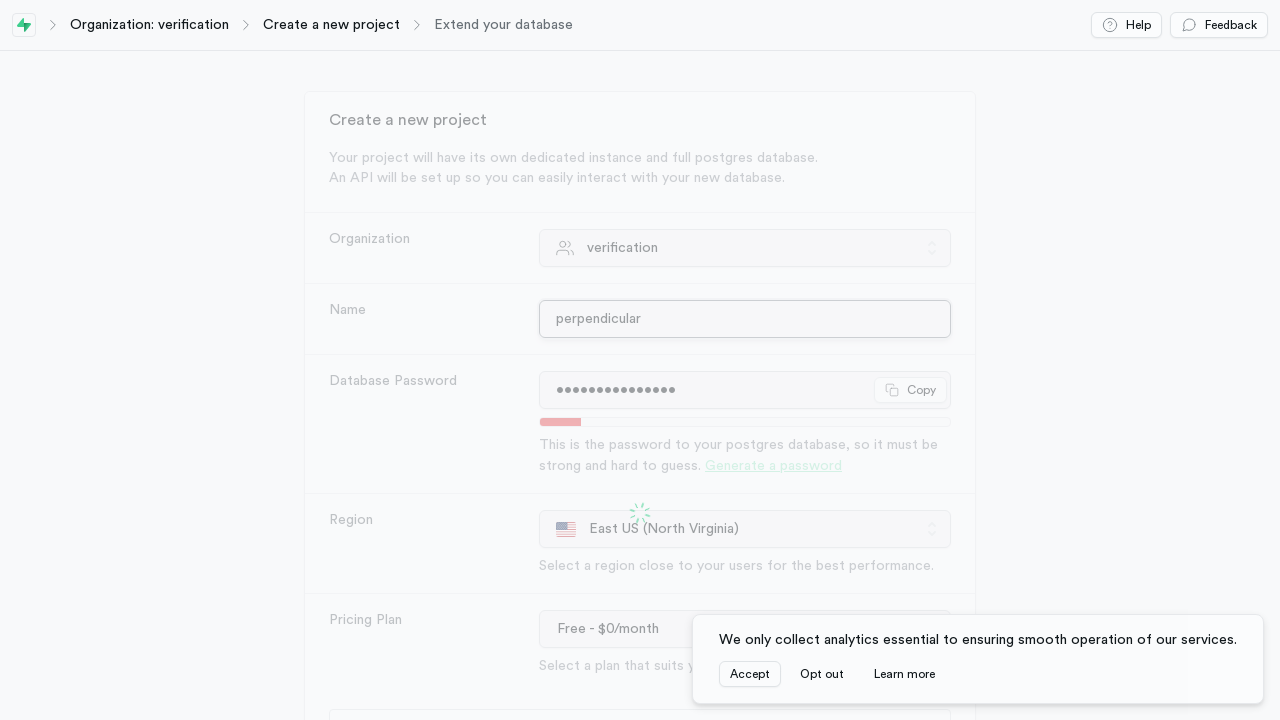 Organization: verification
Create a new project
Extend your database
Help
Feedback
Create a new project
Your project will have its own dedicated instance and full postgres database.
An API will be set up so you can easily interact with your new database.
Organization
verification
Name
perpendicular
Database Password
•••••••••••••••
Copy
This is the password to your postgres database, so it must be
strong and hard to guess. Generate a password
Region
East US (North Virginia)
Select a region close to your users for the best performance.
Pricing Plan
Free - $0/month
Select a plan that suits
We only collect analytics essential to ensuring smooth operation of our services.
Accept
Opt out
Learn more